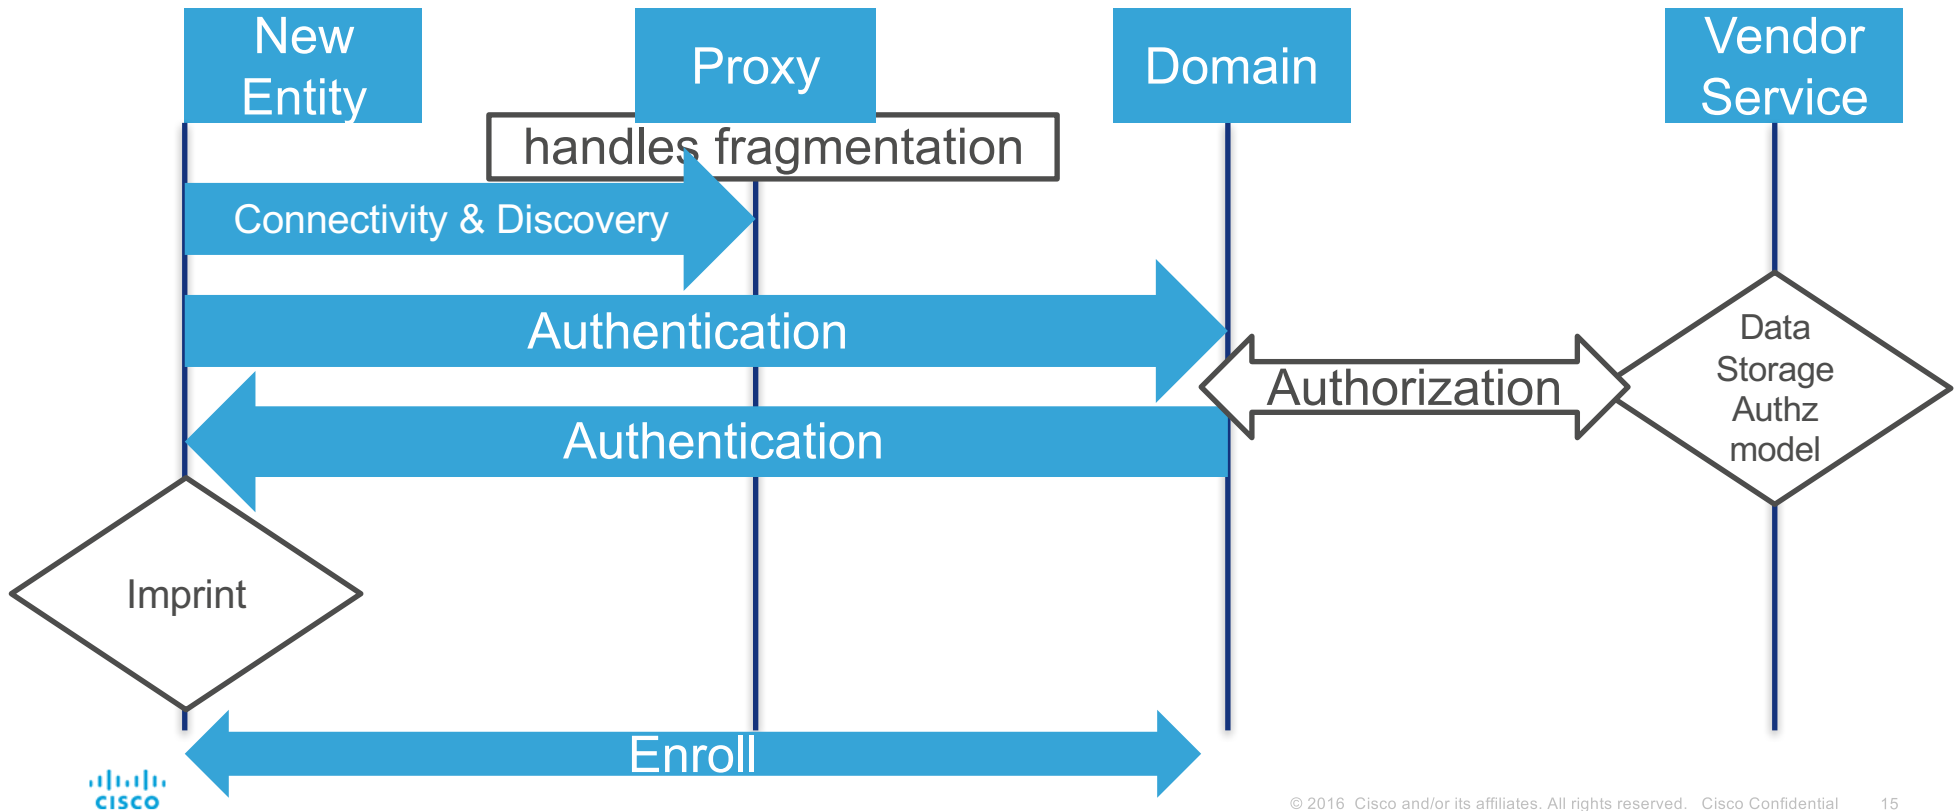 New
Entity
Proxy
Domain
Vendor
Service
handles fragmentation
Connectivity & Discovery
Authentication
Authorization
Data
Storage
Authz
model
Authentication
Imprint
Enroll
CISCO
© 2016 Cisco and/or its affiliates. All rights reserved. Cisco Confidential 15